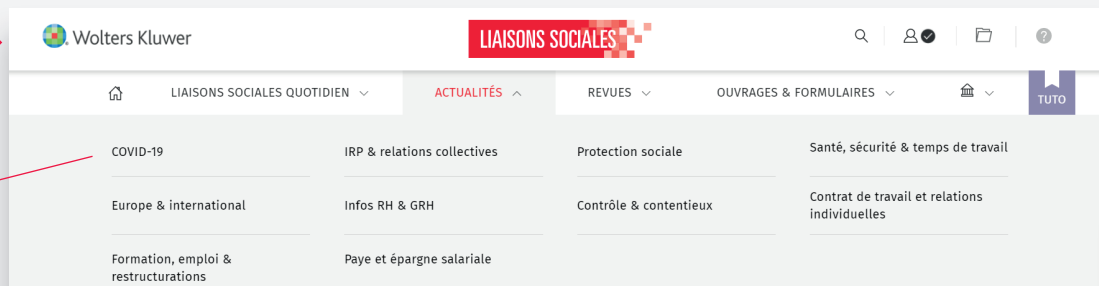 Wolters Kluwer
LIAISONS SOCIALES
?
LIAISONS SOCIALES QUOTIDIEN
ACTUALITÉS
REVUES
OUVRAGES & FORMULAIRES
TUTO
COVID-19
IRP & relations collectives
Protection sociale
Santé, sécurité & temps de travail
Europe & international
Infos RH & GRH
Contrôle & contentieux
Contrat de travail et relations
individuelles
Formation, emploi &
restructurations
Paye et épargne salariale